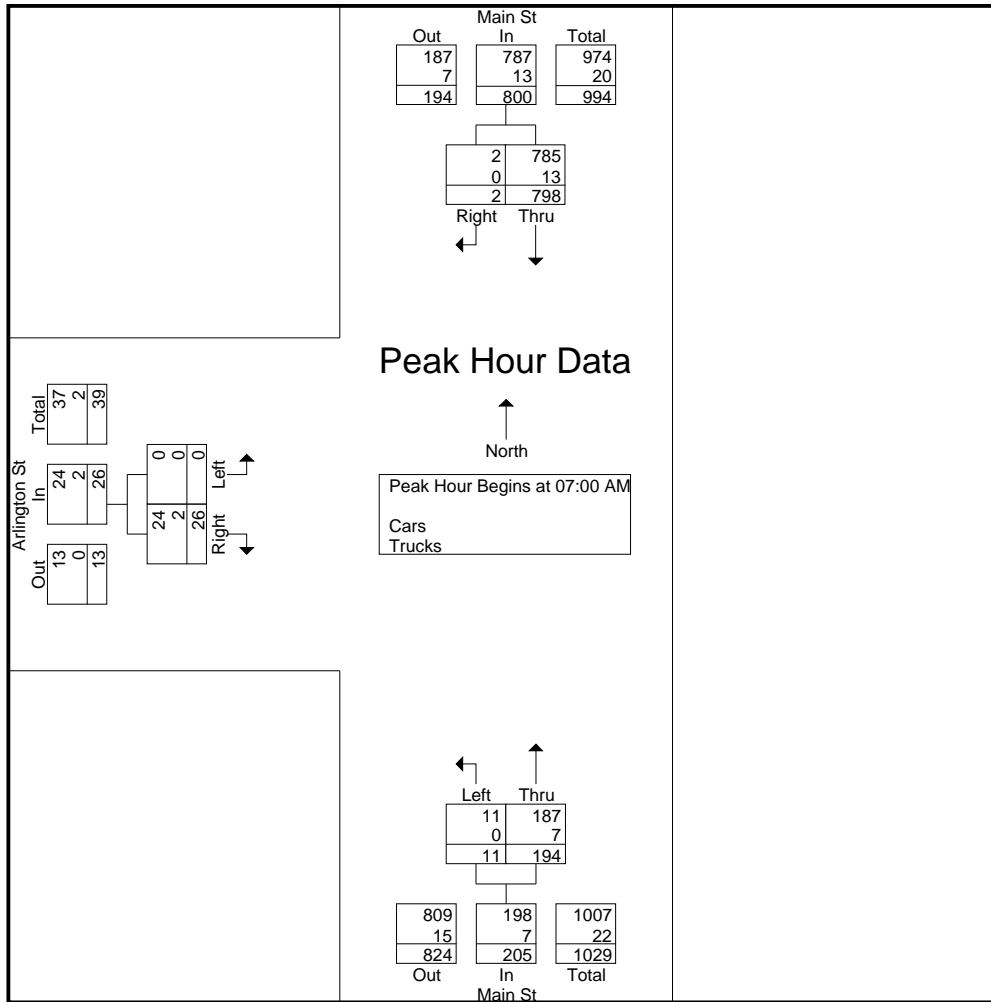 Main St
Out In Total
187 787 974
7 13 20
194 800 994
2 785
0 13
2 798
Right Thru
Peak Hour Data
North
Peak Hour Begins at 07:00 AM
Cars
Trucks
Arlington St
Out In Total
13 24 37
0 2 2
13 26 39
Right Left
24 0
2 0
26 0
Left Thru
11 187
0 7
11 194
809 198 1007
15 7 22
824 205 1029
Out In Total
Main St